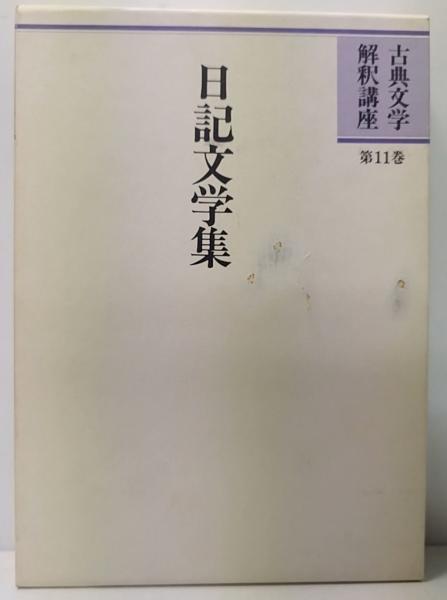 古典文学
解釈講座
第11巻
日記文学集